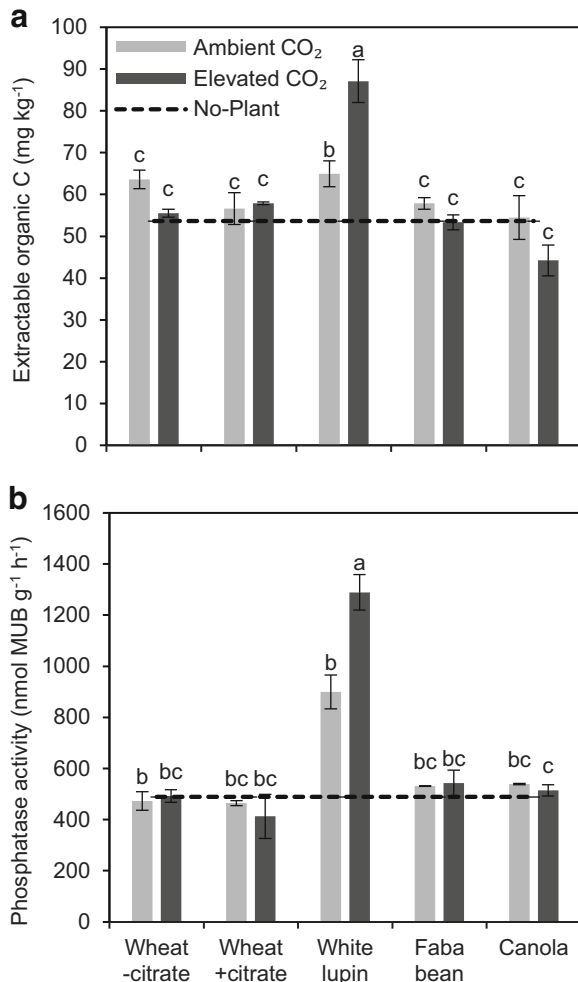 a
Extractable organic C (mg kg⁻¹)
100
90
80
70
60
50
40
30
20
10
0
Ambient CO₂
Elevated CO₂
No-Plant
c c c c b a c c c c
b
Phosphatase activity (nmol MUB g⁻¹ h⁻¹)
1600
1400
1200
1000
800
600
400
200
0
b bc bc bc b a bc bc bc c
Wheat
-citrate
Wheat
+citrate
White
lupin
Faba
bean
Canola